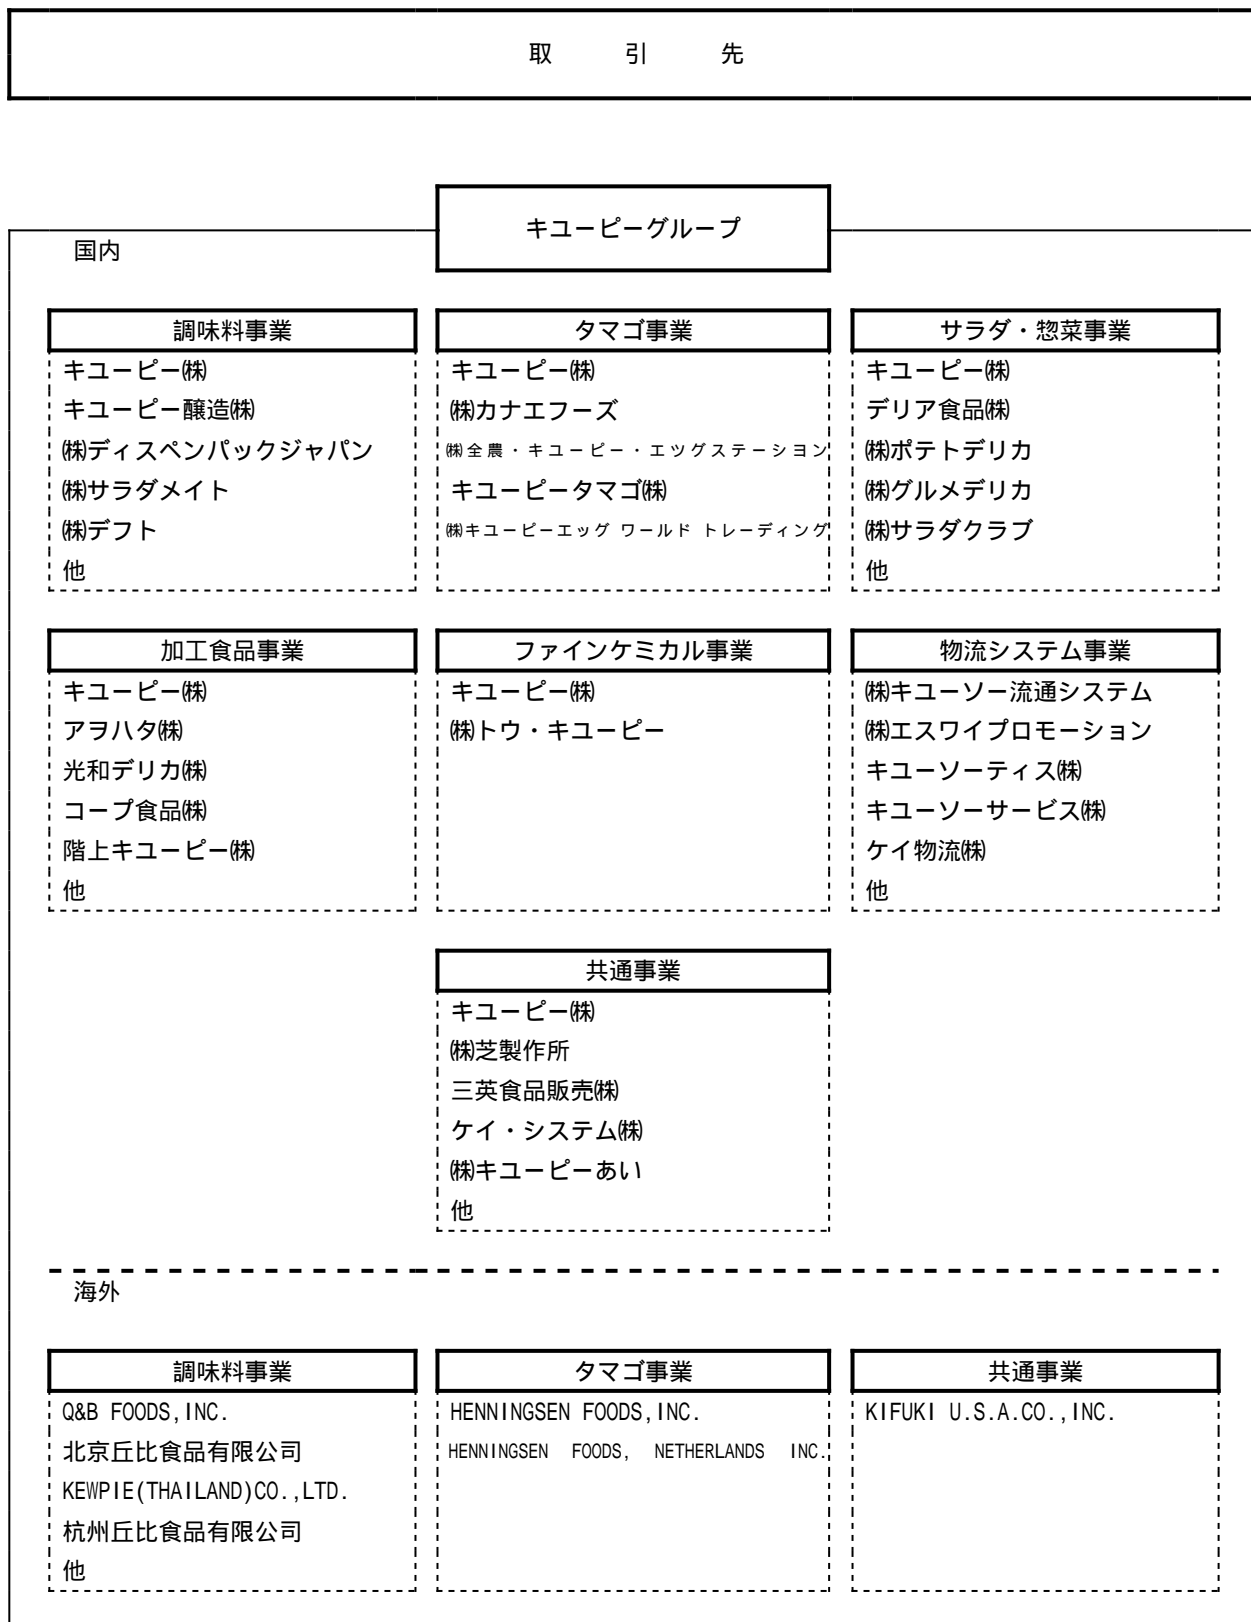 取 引 先
キユーピーグループ
国内
調味料事業
キユーピー㈱
キユーピー醸造㈱
㈱ディスペンパックジャパン
㈱サラダメイト
㈱デフト
他
タマゴ事業
キユーピー㈱
㈱カナエフーズ
㈱全農・キユーピー・エツグステーシヨン
キユーピータマゴ㈱
㈱キユーピーエッグ ワールド トレーディング
サラダ・惣菜事業
キユーピー㈱
デリア食品㈱
㈱ポテトデリカ
㈱グルメデリカ
㈱サラダクラブ
他
加工食品事業
キユーピー㈱
アヲハタ㈱
光和デリカ㈱
コープ食品㈱
階上キユーピー㈱
他
ファインケミカル事業
キユーピー㈱
㈱トウ・キユーピー
物流システム事業
㈱キユーソー流通システム
㈱エスワイプロモーション
キユーソーティス㈱
キユーソーサービス㈱
ケイ物流㈱
他
共通事業
キユーピー㈱
㈱芝製作所
三英食品販売㈱
ケイ・システム㈱
㈱キユーピーあい
他
海外
調味料事業
Q&B FOODS,INC.
北京丘比食品有限公司
KEWPIE(THAILAND)CO.,LTD.
杭州丘比食品有限公司
他
タマゴ事業
HENNINGSEN FOODS,INC.
HENNINGSEN FOODS, NETHERLANDS INC.
共通事業
KIFUKI U.S.A.CO.,INC.